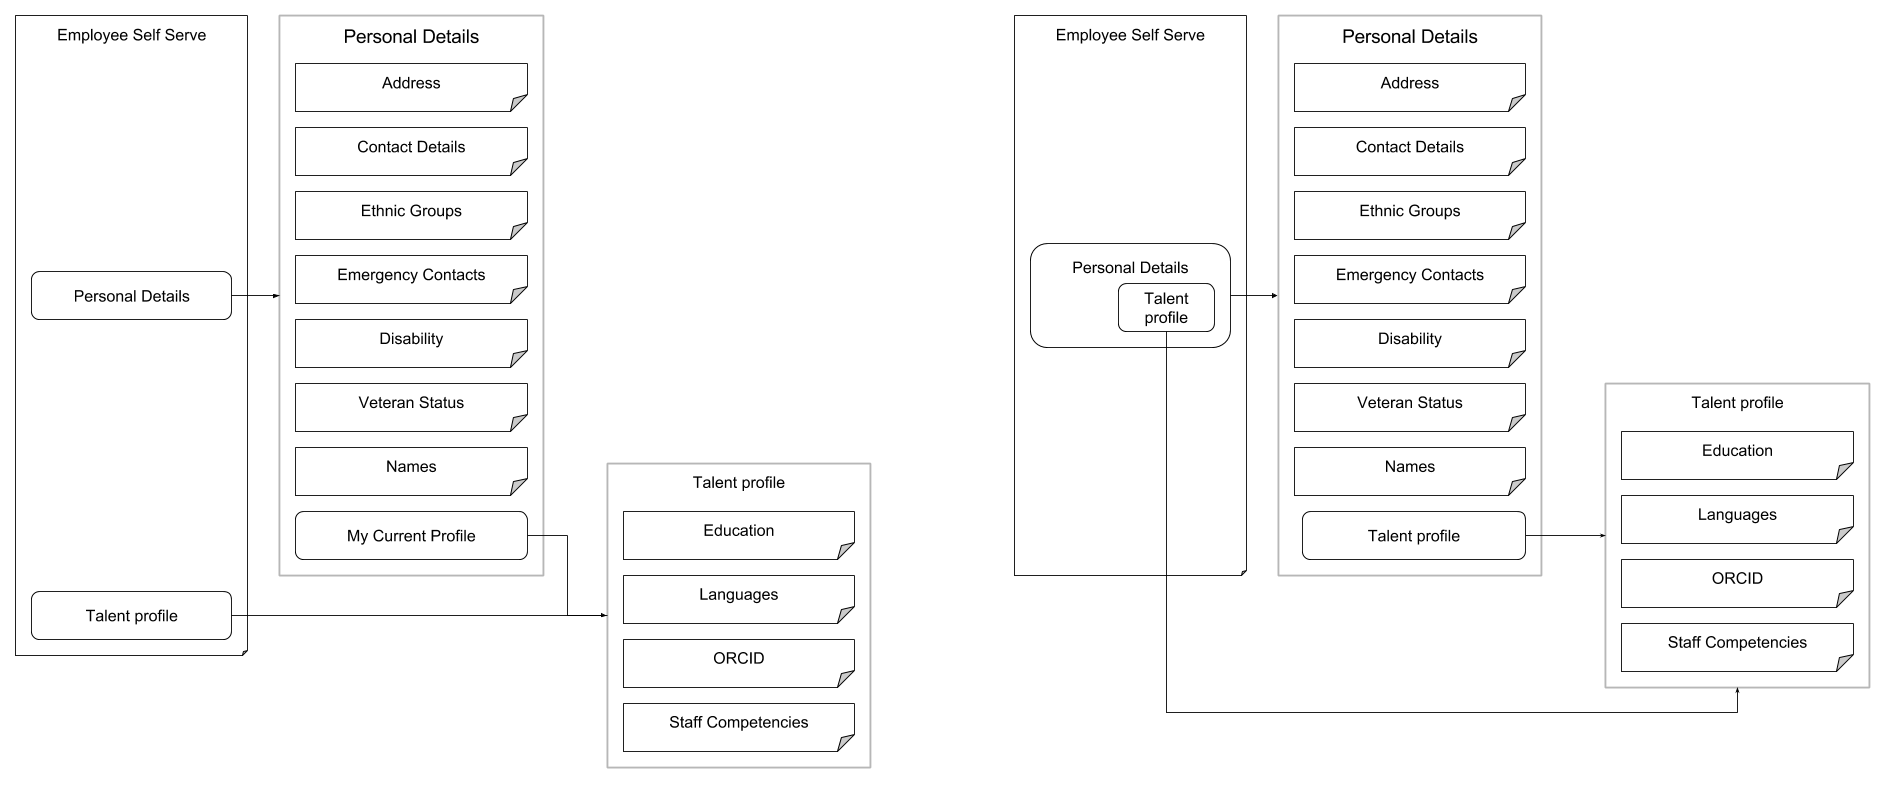 Employee Self Serve
Personal Details
Talent profile
Personal Details
Address
Contact Details
Ethnic Groups
Emergency Contacts
Disability
Veteran Status
Names
My Current Profile
Talent profile
Education
Languages
ORCID
Staff Competencies
Employee Self Serve
Personal Details
Talent
profile
Personal Details
Address
Contact Details
Ethnic Groups
Emergency Contacts
Disability
Veteran Status
Names
Talent profile
Talent profile
Education
Languages
ORCID
Staff Competencies